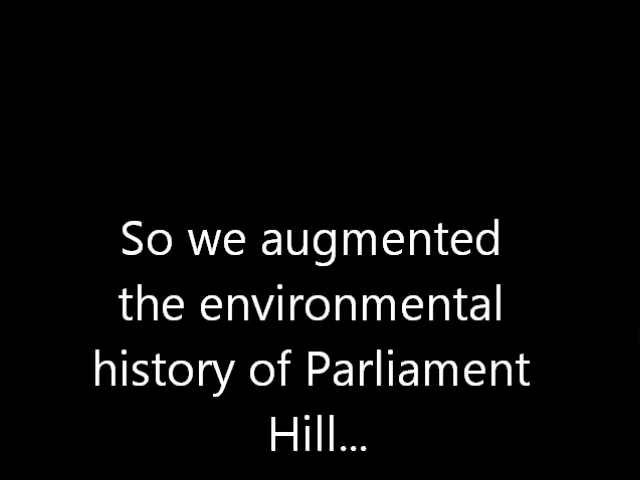 So we augmented
the environmental
history of Parliament
Hill...